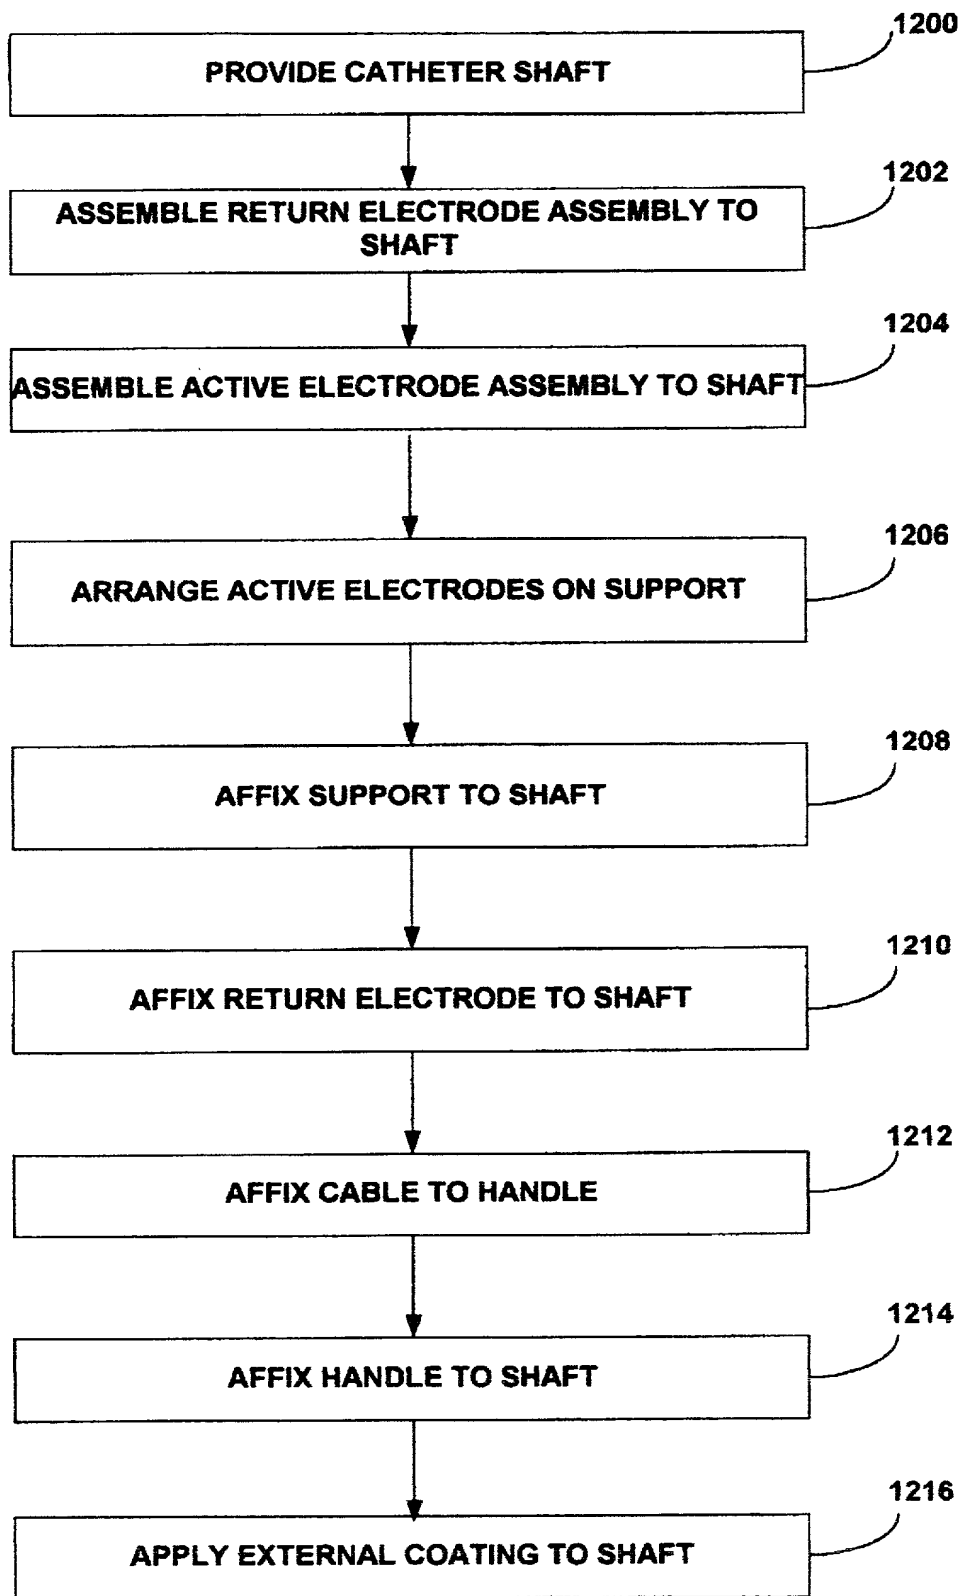 1200
PROVIDE CATHETER SHAFT
1202
ASSEMBLE RETURN ELECTRODE ASSEMBLY TO
SHAFT
1204
ASSEMBLE ACTIVE ELECTRODE ASSEMBLY TO SHAFT
1206
ARRANGE ACTIVE ELECTRODES ON SUPPORT
1208
AFFIX SUPPORT TO SHAFT
1210
AFFIX RETURN ELECTRODE TO SHAFT
1212
AFFIX CABLE TO HANDLE
1214
AFFIX HANDLE TO SHAFT
1216
APPLY EXTERNAL COATING TO SHAFT